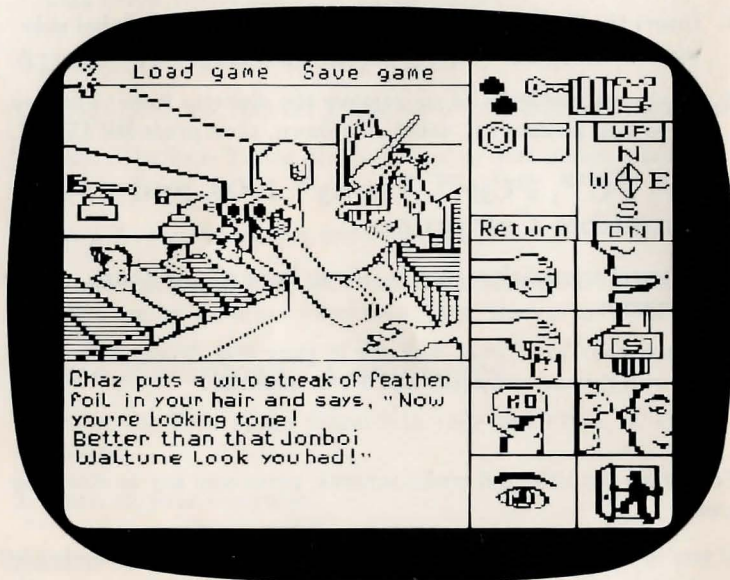 Load game Save game
UP
N
W E
S
DN
Return
[S]
KO
Chaz puts a wild streak of feather
foil in your hair and says, "Now
you're looking tone!
Better than that Jonboi
Waltune Look you had!"